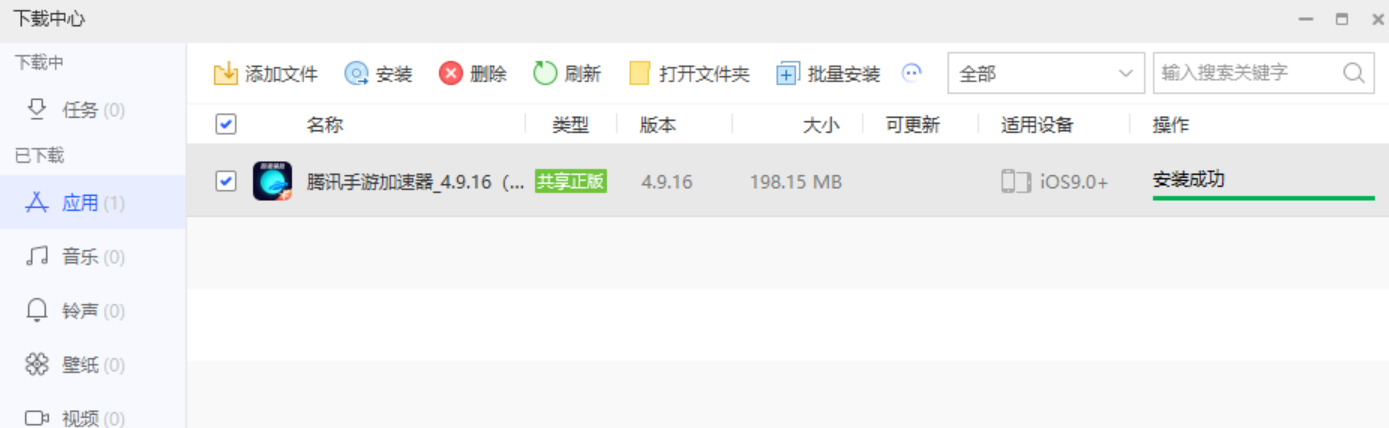 下载中心
下载中
任务 (0)
已下载
应用 (1)
音乐 (0)
铃声 (0)
壁纸 (0)
视频 (0)
添加文件 安装 删除 刷新 打开文件夹 批量安装 全部 输入搜索关键字
名称 类型 版本 大小 可更新 适用设备 操作
腾讯手游加速器_4.9.16 (... 共享正版 4.9.16 198.15 MB iOS9.0+ 安装成功